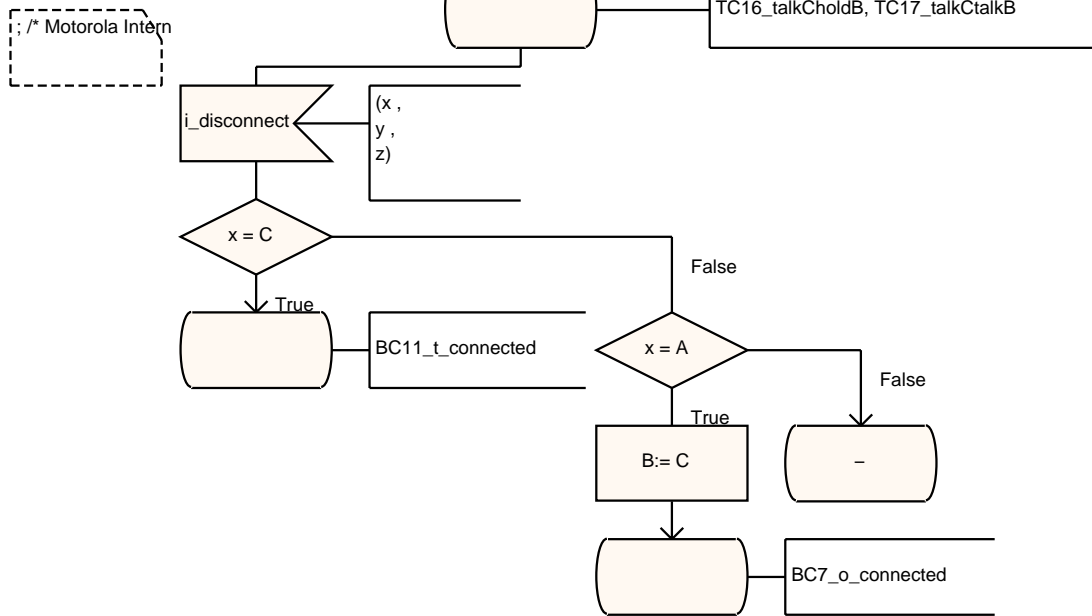 TC16_talkCholdB, TC17_talkCtalkB
; /* Motorola Intern
i_disconnect
(x ,
y ,
z)
x = C
False
True
BC11_t_connected
x = A
False
True
B:= C
–
BC7_o_connected